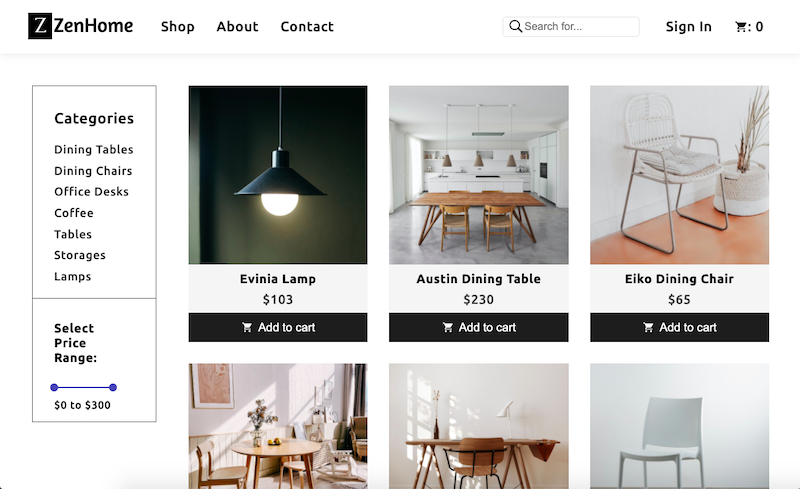 Z ZenHome
Shop
About
Contact
Search for...
Sign In
: 0
Categories
Dining Tables
Dining Chairs
Office Desks
Coffee
Tables
Storages
Lamps
Select
Price
Range:
$0 to $300
Evinia Lamp
$103
Add to cart
Austin Dining Table
$230
Add to cart
Eiko Dining Chair
$65
Add to cart